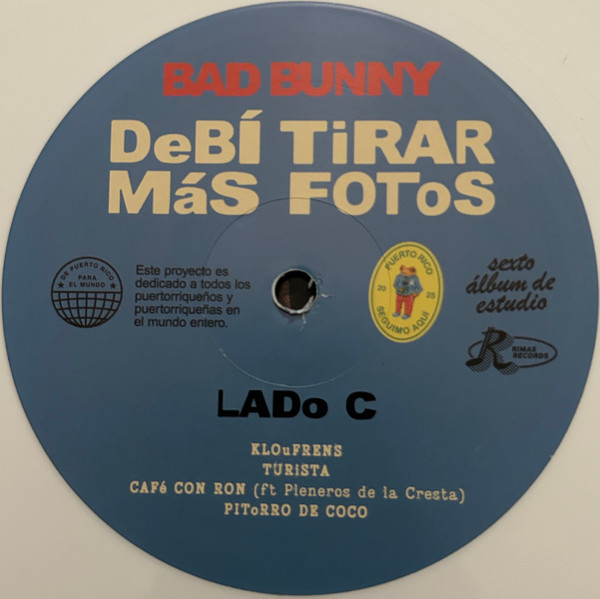 BAD BUNNY
DeBÍ TiRAR
MáS FOToS
DE PUERTO RICO
PARA
EL MUNDO
Este proyecto es
dedicado a todos los
puertorriqueños y
puertorriqueñas en
el mundo entero.
PUERTO RICO
20 25
SEGUIMO AQUI
sexto
álbum de
estudio
R
RIMAS
RECORDS
LADo C
KLOuFRENS
TURiSTA
CAFé CON RON (ft Pleneros de la Cresta)
PIToRRO DE COCO